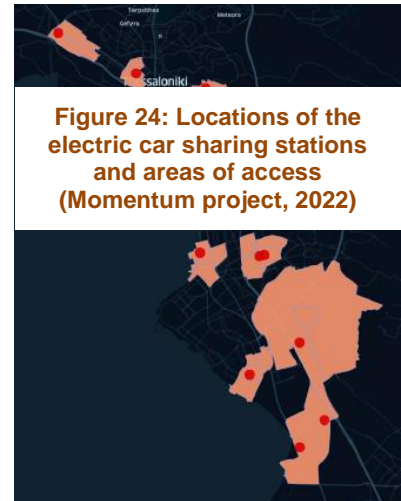 Terpsithea
Meteora
Gefyra
Thessaloniki
Figure 24: Locations of the
electric car sharing stations
and areas of access
(Momentum project, 2022)